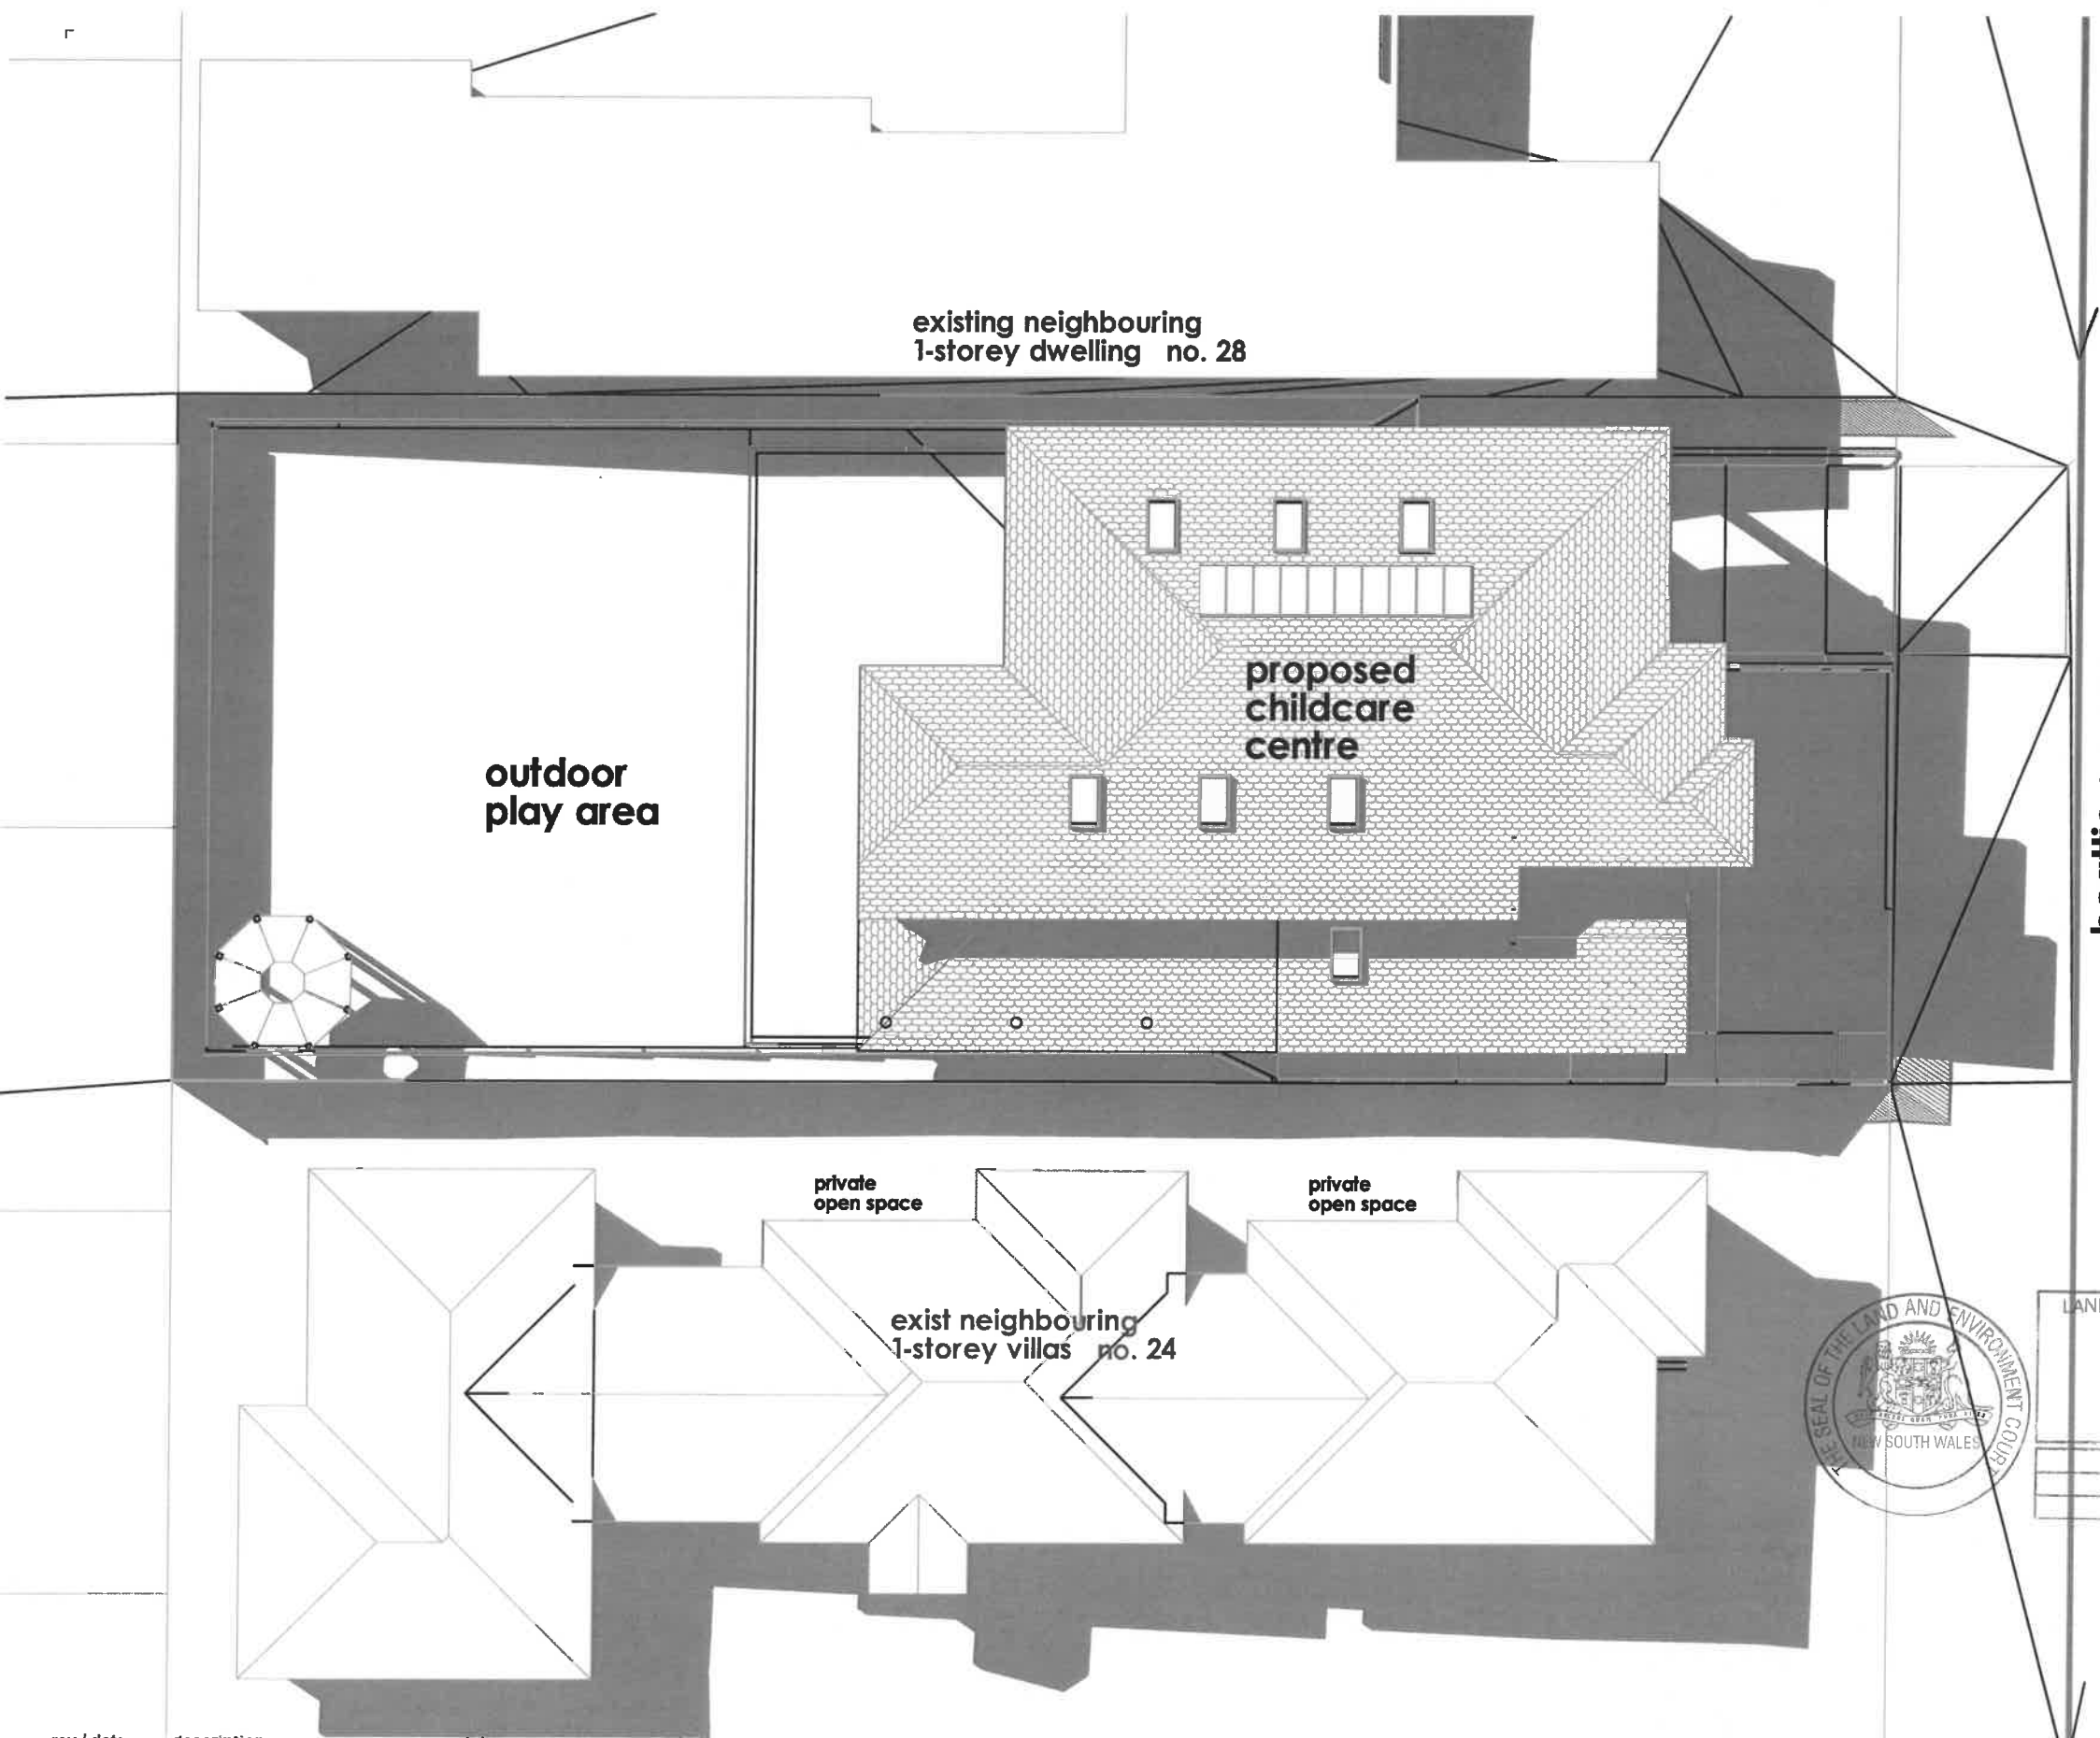 existing neighbouring
1-storey dwelling no. 28
proposed
childcare
centre
outdoor
play area
private
open space
private
open space
exist neighbouring
1-storey villas no. 24
THE SEAL OF THE LAND AND ENVIRONMENT COURT
NEW SOUTH WALES
LAN